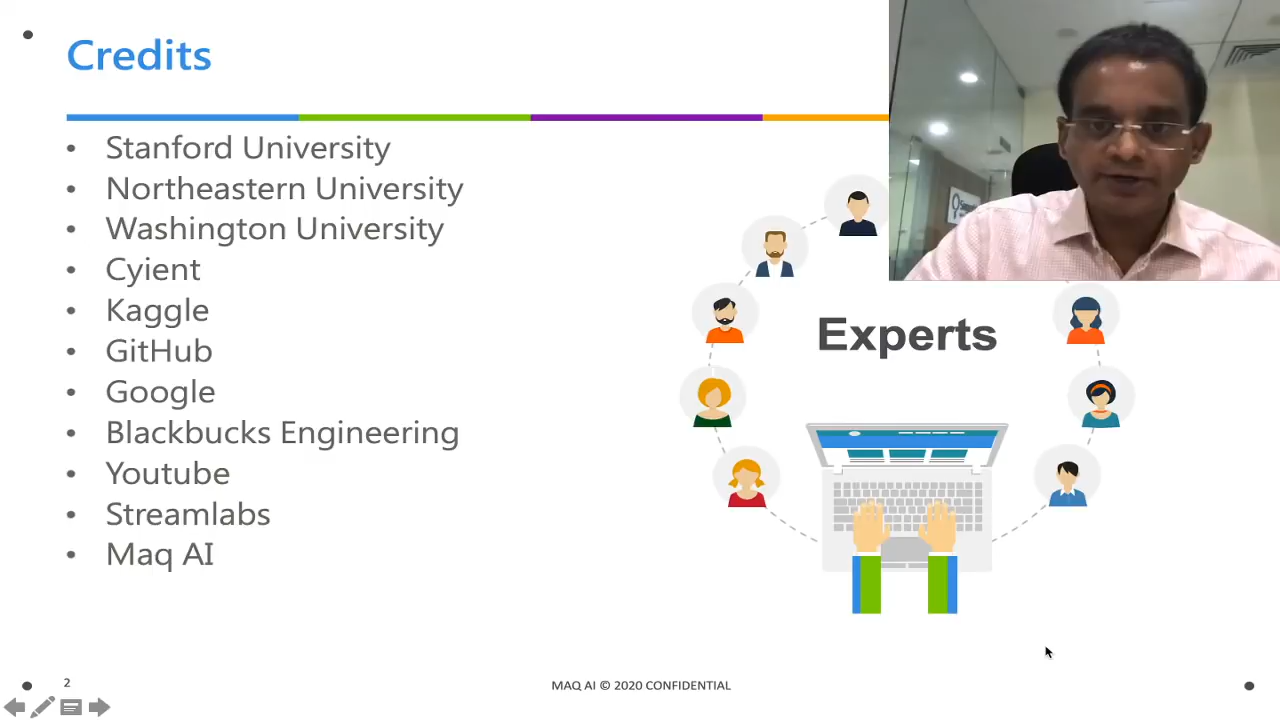 Credits
• Stanford University
• Northeastern University
• Washington University
• Cyient
• Kaggle
• GitHub
• Google
• Blackbucks Engineering
• Youtube
• Streamlabs
• Maq AI
Experts
2
MAQ AI © 2020 CONFIDENTIAL